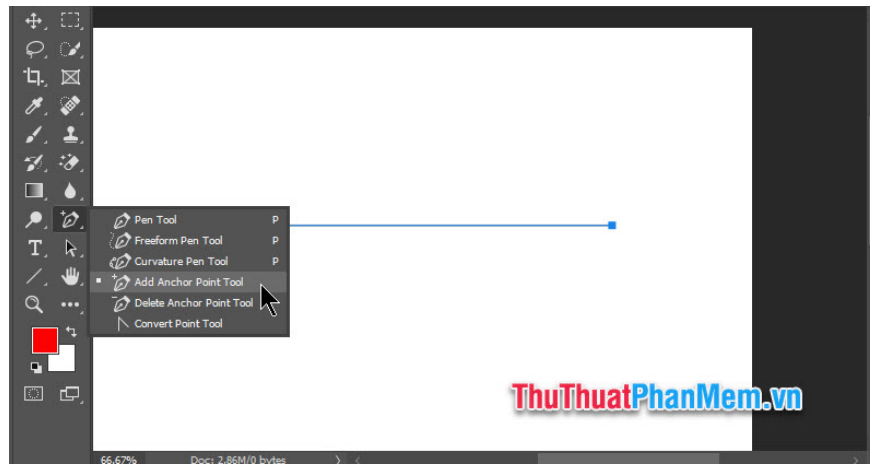 Pen Tool P
Freeform Pen Tool P
Curvature Pen Tool P
Add Anchor Point Tool
Delete Anchor Point Tool
Convert Point Tool
ThuThuatPhanMem.vn
66.67% Doc: 2.86M/0 bytes